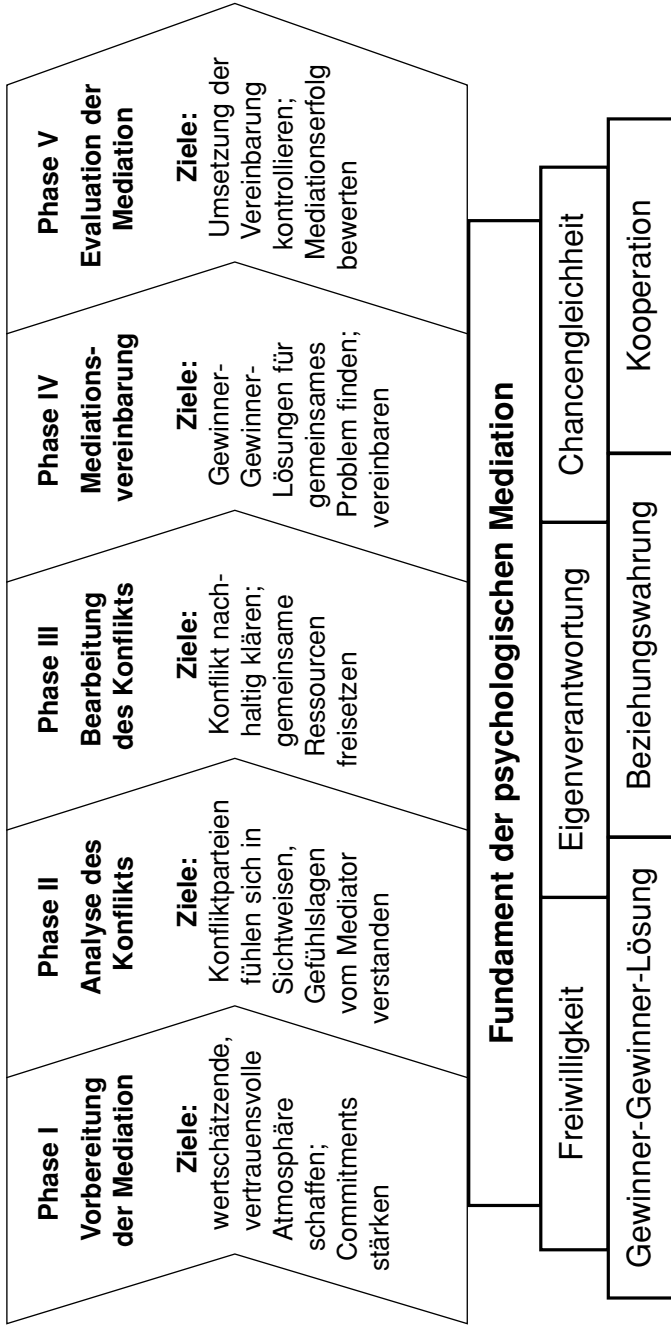 Phase I
Vorbereitung
der Mediation
Ziele:
wertschätzende,
vertrauensvolle
Atmosphäre
schaffen;
Commitments
stärken
Phase II
Analyse des
Konflikts
Ziele:
Konfliktparteien
fühlen sich in
Sichtweisen,
Gefühlslagen
vom Mediator
verstanden
Phase III
Bearbeitung
des Konflikts
Ziele:
Konflikt nach-
haltig klären;
gemeinsame
Ressourcen
freisetzen
Phase IV
Mediations-
vereinbarung
Ziele:
Gewinner-
Gewinner-
Lösungen für
gemeinsames
Problem finden;
vereinbaren
Phase V
Evaluation der
Mediation
Ziele:
Umsetzung der
Vereinbarung
kontrollieren;
Mediationserfolg
bewerten
Fundament der psychologischen Mediation
Freiwilligkeit
Eigenverantwortung
Chancengleichheit
Gewinner-Gewinner-Lösung
Beziehungswahrung
Kooperation